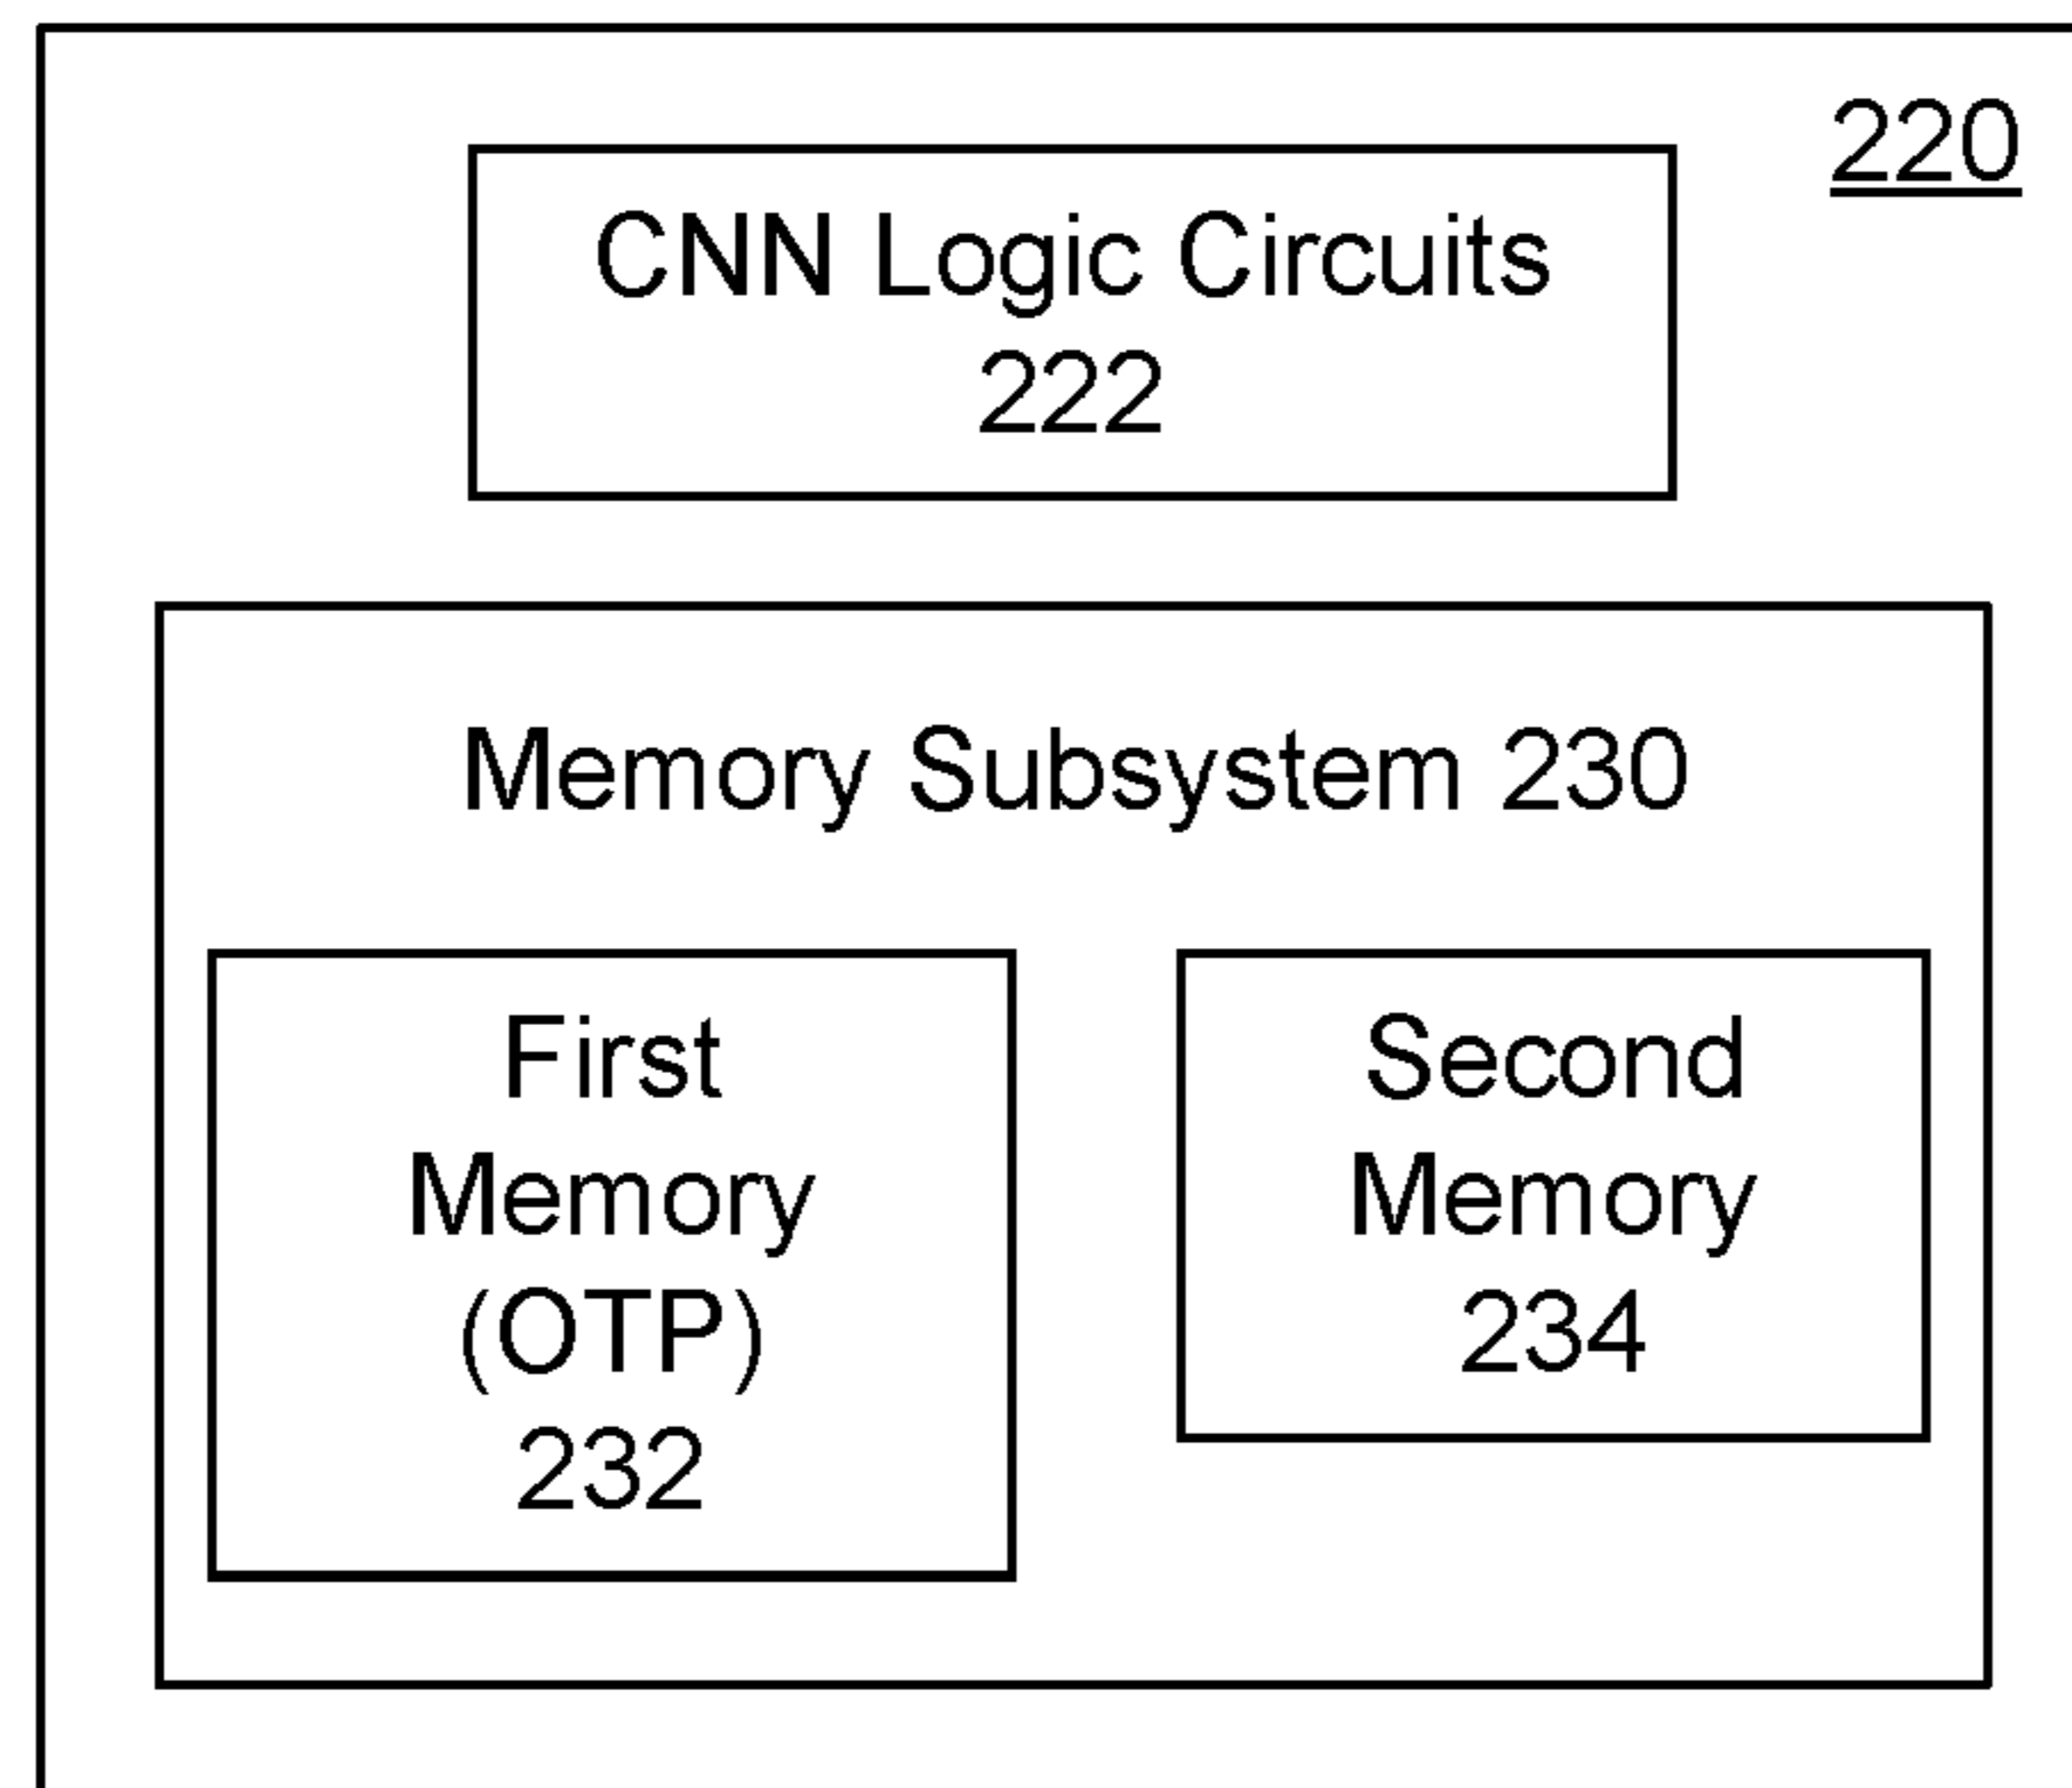 220
CNN Logic Circuits
222
Memory Subsystem 230
First
Memory
(OTP)
232
Second
Memory
234